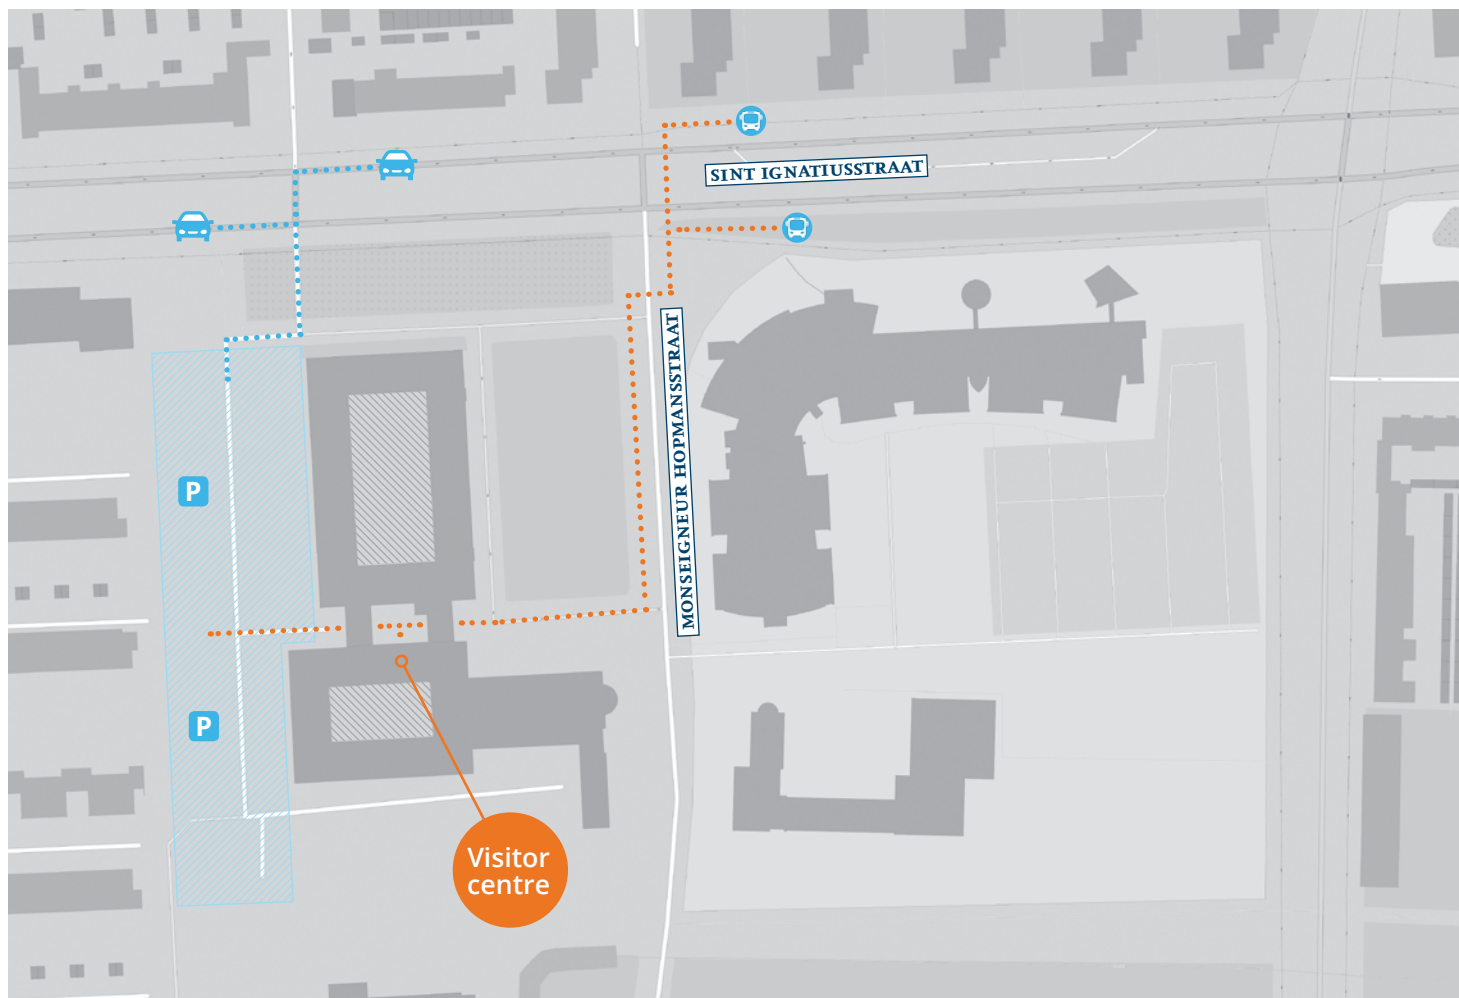 SINT IGNATIUSSTRAAT
MONSEIGNEUR HOPMANSSTRAAT
P
P
Visitor
centre